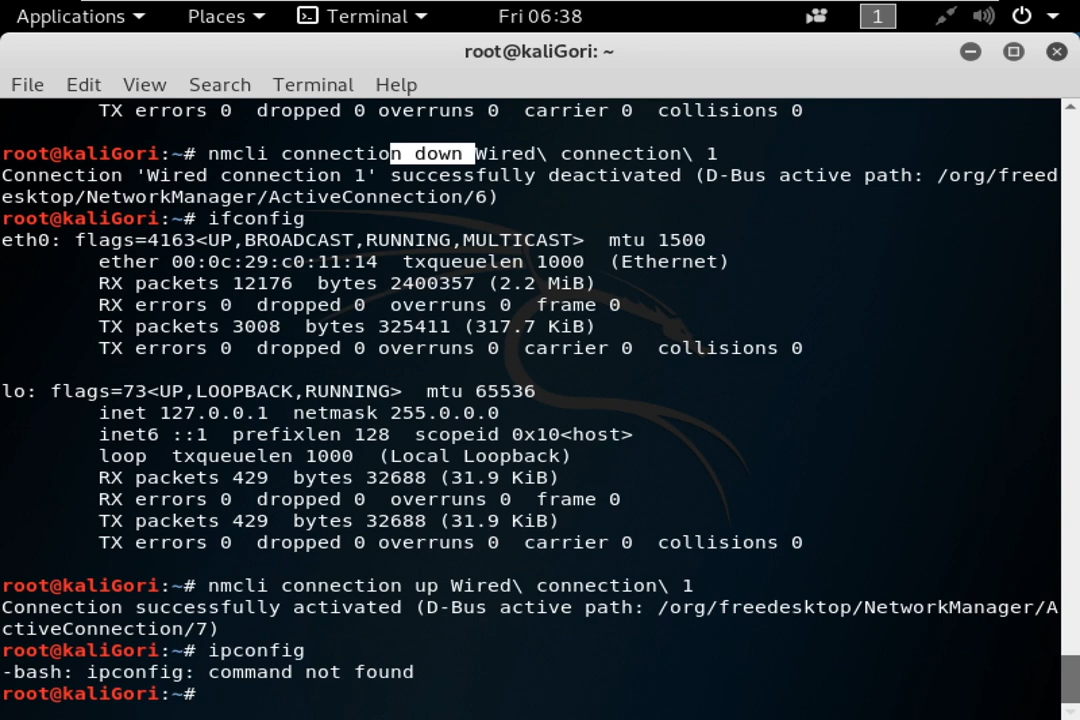 Applications Places Terminal Fri 06:38 1
root@kaliGori: ~
File Edit View Search Terminal Help
        TX errors 0  dropped 0 overruns 0  carrier 0  collisions 0
root@kaliGori:~# nmcli connection down Wired\ connection\ 1
Connection 'Wired connection 1' successfully deactivated (D-Bus active path: /org/freed
esktop/NetworkManager/ActiveConnection/6)
root@kaliGori:~# ifconfig
eth0: flags=4163<UP,BROADCAST,RUNNING,MULTICAST>  mtu 1500
        ether 00:0c:29:c0:11:14  txqueuelen 1000  (Ethernet)
        RX packets 12176  bytes 2400357 (2.2 MiB)
        RX errors 0  dropped 0  overruns 0  frame 0
        TX packets 3008  bytes 325411 (317.7 KiB)
        TX errors 0  dropped 0 overruns 0  carrier 0  collisions 0
lo: flags=73<UP,LOOPBACK,RUNNING>  mtu 65536
        inet 127.0.0.1  netmask 255.0.0.0
        inet6 ::1  prefixlen 128  scopeid 0x10<host>
        loop  txqueuelen 1000  (Local Loopback)
        RX packets 429  bytes 32688 (31.9 KiB)
        RX errors 0  dropped 0  overruns 0  frame 0
        TX packets 429  bytes 32688 (31.9 KiB)
        TX errors 0  dropped 0 overruns 0  carrier 0  collisions 0
root@kaliGori:~# nmcli connection up Wired\ connection\ 1
Connection successfully activated (D-Bus active path: /org/freedesktop/NetworkManager/A
ctiveConnection/7)
root@kaliGori:~# ipconfig
-bash: ipconfig: command not found
root@kaliGori:~#